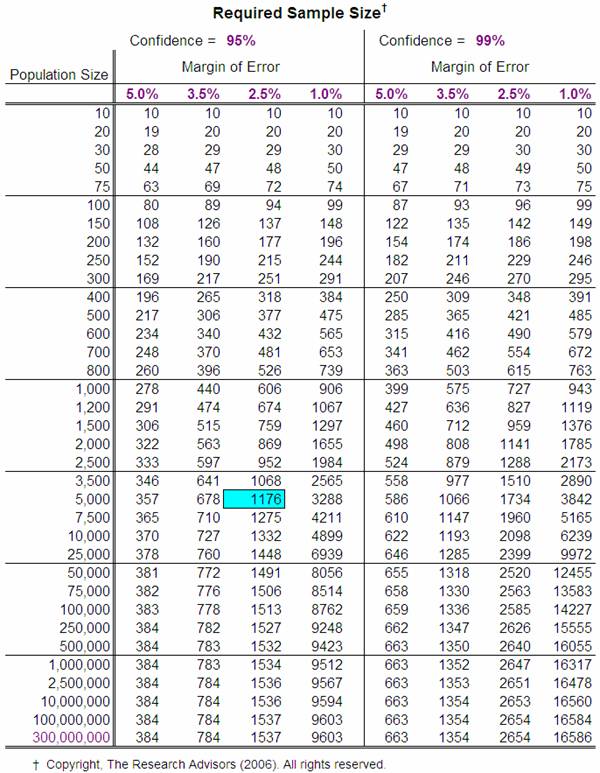 Required Sample Size†
Confidence = 95% Confidence = 99%
Population Size Margin of Error Margin of Error
5.0% 3.5% 2.5% 1.0% 5.0% 3.5% 2.5% 1.0%
10 10 10 10 10 10 10 10 10
20 19 20 20 20 19 20 20 20
30 28 29 29 30 29 29 30 30
50 44 47 48 50 47 48 49 50
75 63 69 72 74 67 71 73 75
100 80 89 94 99 87 93 96 99
150 108 126 137 148 122 135 142 149
200 132 160 177 196 154 174 186 198
250 152 190 215 244 182 211 229 246
300 169 217 251 291 207 246 270 295
400 196 265 318 384 250 309 348 391
500 217 306 377 475 285 365 421 485
600 234 340 432 565 315 416 490 579
700 248 370 481 653 341 462 554 672
800 260 396 526 739 363 503 615 763
1,000 278 440 606 906 399 575 727 943
1,200 291 474 674 1067 427 636 827 1119
1,500 306 515 759 1297 460 712 959 1376
2,000 322 563 869 1655 498 808 1141 1785
2,500 333 597 952 1984 524 879 1288 2173
3,500 346 641 1068 2565 558 977 1510 2890
5,000 357 678 1176 3288 586 1066 1734 3842
7,500 365 710 1275 4211 610 1147 1960 5165
10,000 370 727 1332 4899 622 1193 2098 6239
25,000 378 760 1448 6939 646 1285 2399 9972
50,000 381 772 1491 8056 655 1318 2520 12455
75,000 382 776 1506 8514 658 1330 2563 13583
100,000 383 778 1513 8762 659 1336 2585 14227
250,000 384 782 1527 9248 662 1347 2626 15555
500,000 384 783 1532 9423 663 1350 2640 16055
1,000,000 384 783 1534 9512 663 1352 2647 16317
2,500,000 384 784 1536 9567 663 1353 2651 16478
10,000,000 384 784 1536 9594 663 1354 2653 16560
100,000,000 384 784 1537 9603 663 1354 2654 16584
300,000,000 384 784 1537 9603 663 1354 2654 16586
† Copyright, The Research Advisors (2006). All rights reserved.